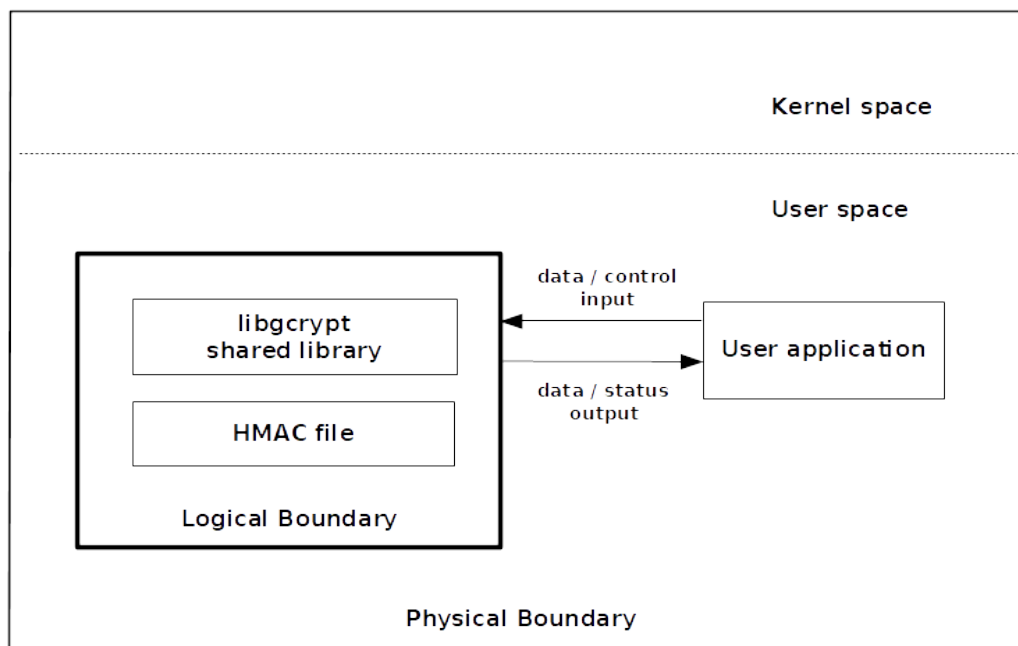 Kernel space
User space
data / control
input
libgcrypt
shared library
User application
data / status
output
HMAC file
Logical Boundary
Physical Boundary